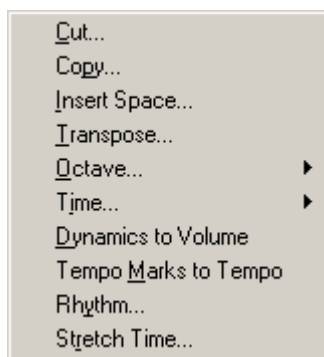 Cut...
Copy...
Insert Space...
Transpose...
Octave...
Time...
Dynamics to Volume
Tempo Marks to Tempo
Rhythm...
Stretch Time...